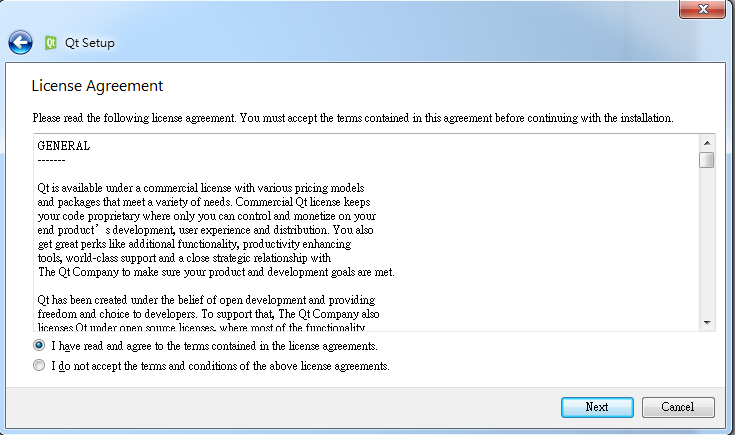 Qt Setup
License Agreement
Please read the following license agreement. You must accept the terms contained in this agreement before continuing with the installation.
GENERAL
-------
Qt is available under a commercial license with various pricing models
and packages that meet a variety of needs. Commercial Qt license keeps
your code proprietary where only you can control and monetize on your
end product’s development, user experience and distribution. You also
get great perks like additional functionality, productivity enhancing
tools, world-class support and a close strategic relationship with
The Qt Company to make sure your product and development goals are met.
Qt has been created under the belief of open development and providing
freedom and choice to developers. To support that, The Qt Company also
licenses Qt under open source licenses, where most of the functionality
I have read and agree to the terms contained in the license agreements.
I do not accept the terms and conditions of the above license agreements.
Next
Cancel